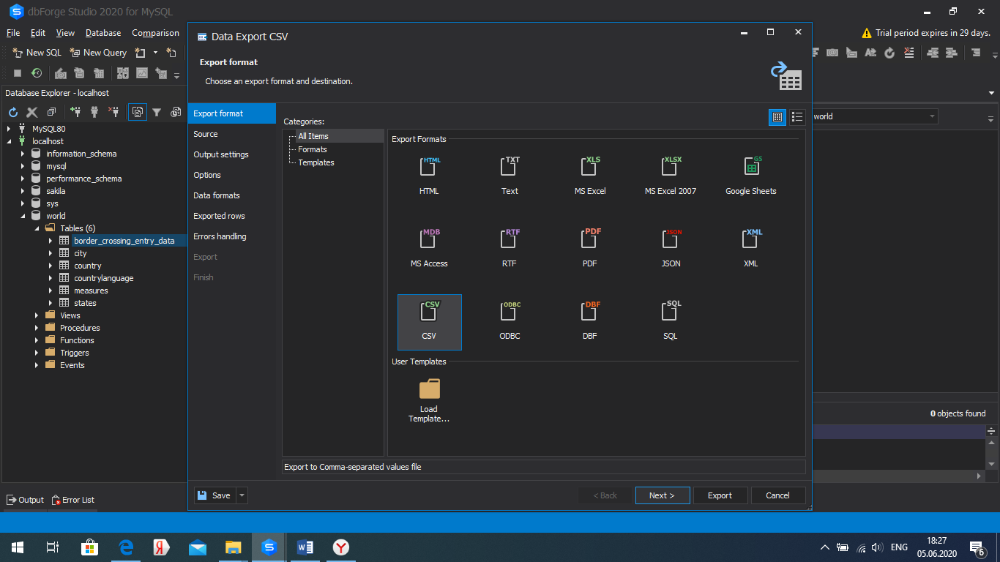 dbForge Studio 2020 for MySQL
File Edit View Database Comparison
Trial period expires in 29 days.
New SQL New Query
Database Explorer - localhost
MySQL80
localhost
information_schema
mysql
performance_schema
sakila
sys
world
Tables (6)
border_crossing_entry_data
city
country
countrylanguage
measures
states
Views
Procedures
Functions
Triggers
Events
Output Error List
Data Export CSV
Export format
Choose an export format and destination.
Export format
Source
Output settings
Options
Data formats
Exported rows
Errors handling
Export
Finish
Categories:
All Items
Formats
Templates
Export Formats
HTML TXT XLS XLSX GS
HTML Text MS Excel MS Excel 2007 Google Sheets
MDB RTF PDF JSON XML
MS Access RTF PDF JSON XML
CSV ODBC DBF SQL
CSV ODBC DBF SQL
User Templates
Load
Template...
Export to Comma-separated values file
Save < Back Next > Export Cancel
world
0 objects found
ENG
18:27
05.06.2020
6